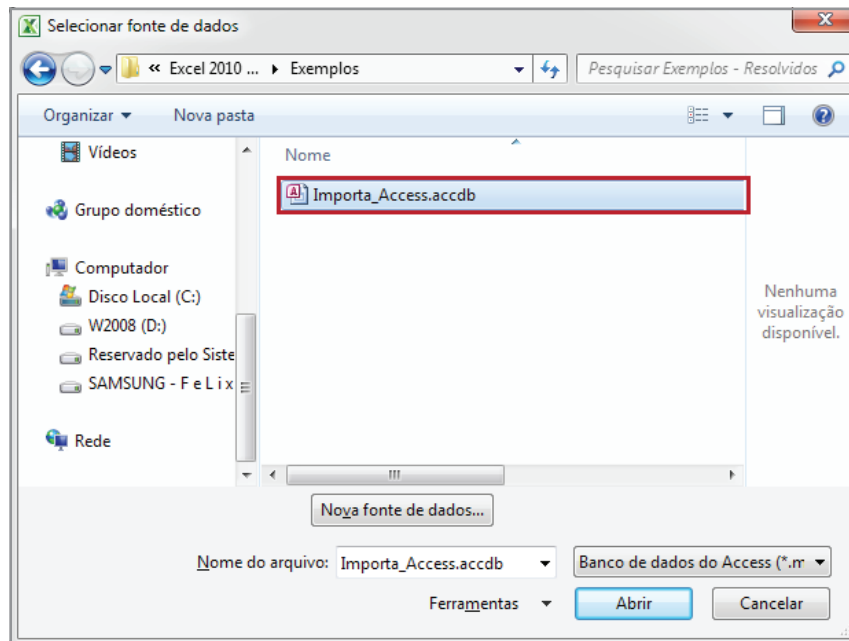 Selecionar fonte de dados
« Excel 2010 ... Exemplos
Pesquisar Exemplos - Resolvidos
Organizar Nova pasta
Vídeos
Grupo doméstico
Computador
Disco Local (C:)
W2008 (D:)
Reservado pelo Siste
SAMSUNG - F e L i x
Rede
Nome
Importa_Access.accdb
Nenhuma
visualização
disponível.
Nova fonte de dados...
Nome do arquivo: Importa_Access.accdb Banco de dados do Access (*.m
Ferramentas Abrir Cancelar